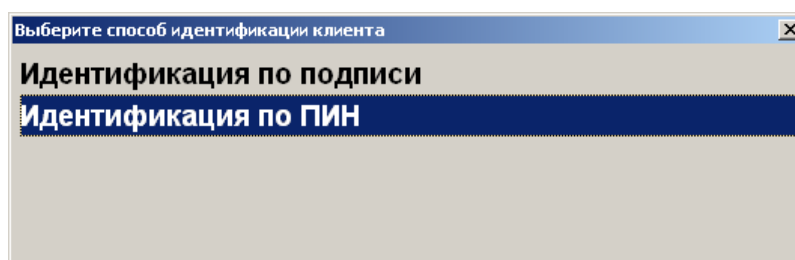 Выберите способ идентификации клиента
Идентификация по подписи
Идентификация по ПИН